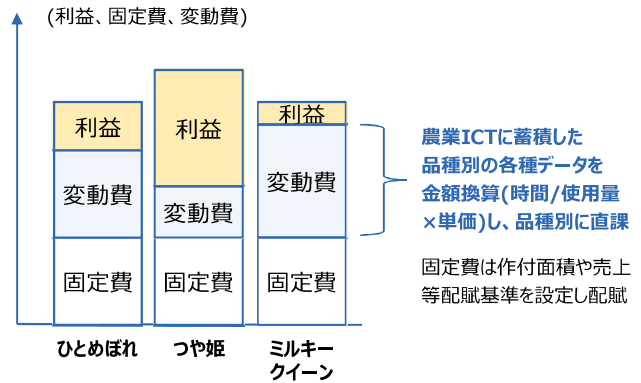 (利益、固定費、変動費)
利益
変動費
固定費
利益
変動費
固定費
利益
変動費
固定費
農業ICTに蓄積した
品種別の各種データを
金額換算(時間/使用量
×単価)し、品種別に直課
固定費は作付面積や売上
等配賦基準を設定し配賦
ひとめぼれ
つや姫
ミルキー
クイーン